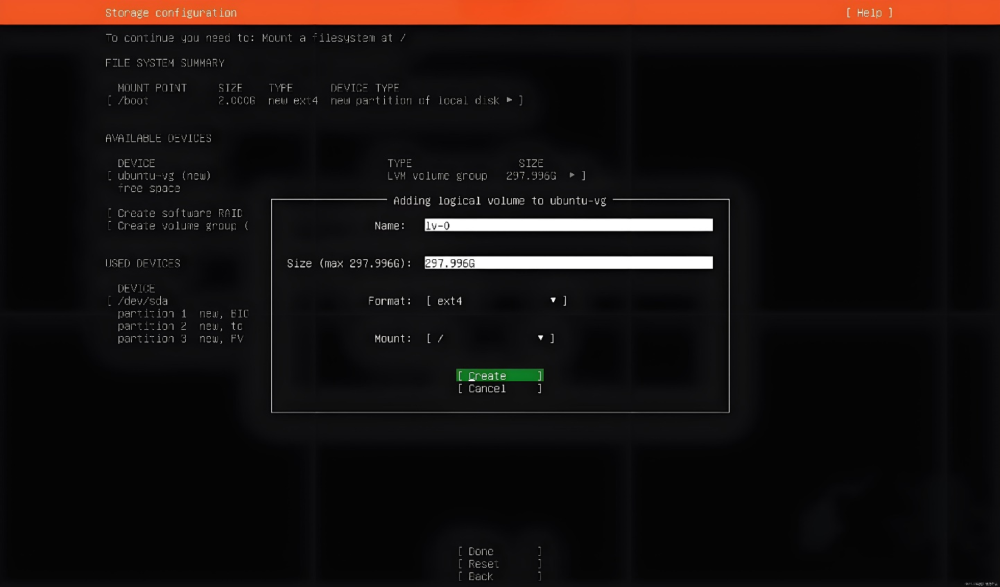 Storage configuration [ Help ]
To continue you need to: Mount a filesystem at /
FILE SYSTEM SUMMARY
MOUNT POINT SIZE TYPE DEVICE TYPE
[ /boot 2.000G new ext4 new partition of local disk ▸ ]
AVAILABLE DEVICES
DEVICE TYPE SIZE
[ ubuntu-vg (new) LVM volume group 297.996G ▸ ]
free space
[ Create software RAID
[ Create volume group (
USED DEVICES
DEVICE
[ /dev/sda
partition 1 new, BIO
partition 2 new, to
partition 3 new, PV
Adding logical volume to ubuntu-vg
Name: lv-0
Size (max 297.996G): 297.996G
Format: [ ext4 ▾ ]
Mount: [ / ▾ ]
[ Create ]
[ Cancel ]
[ Done ]
[ Reset ]
[ Back ]